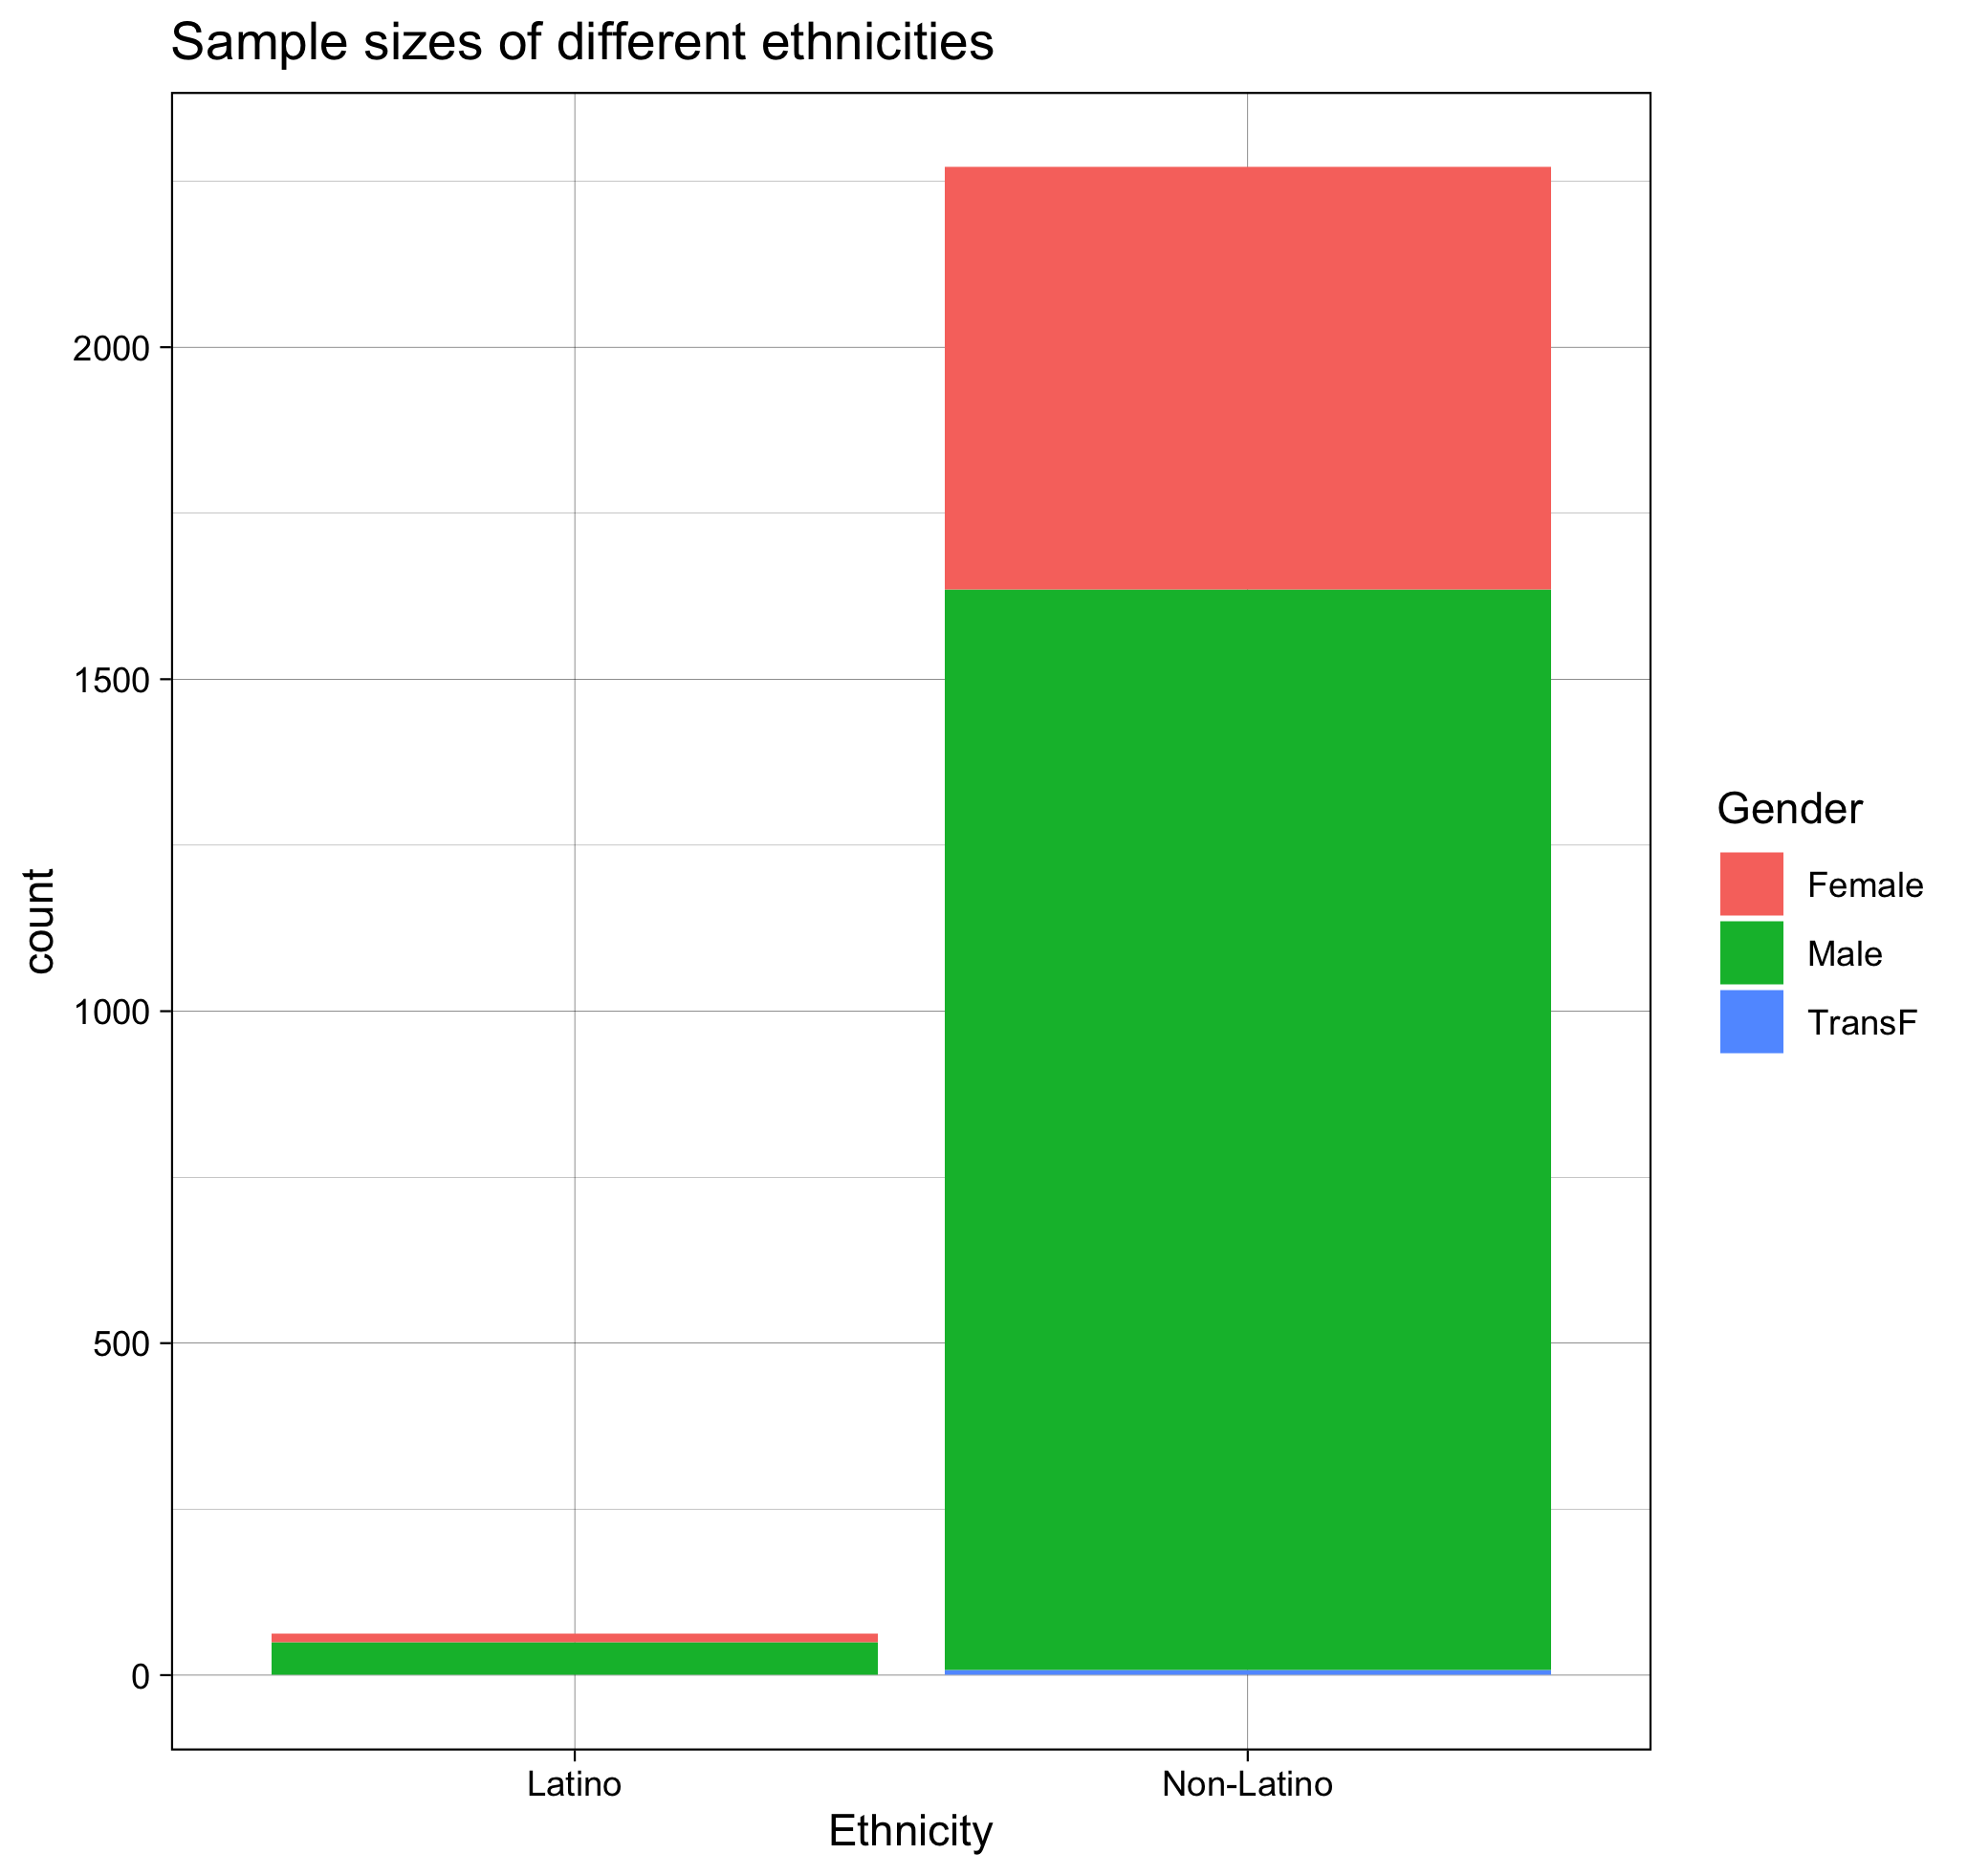 Sample sizes of different ethnicities
2000
1500
1000
500
0
count
Latino
Non-Latino
Ethnicity
Gender
Female
Male
TransF